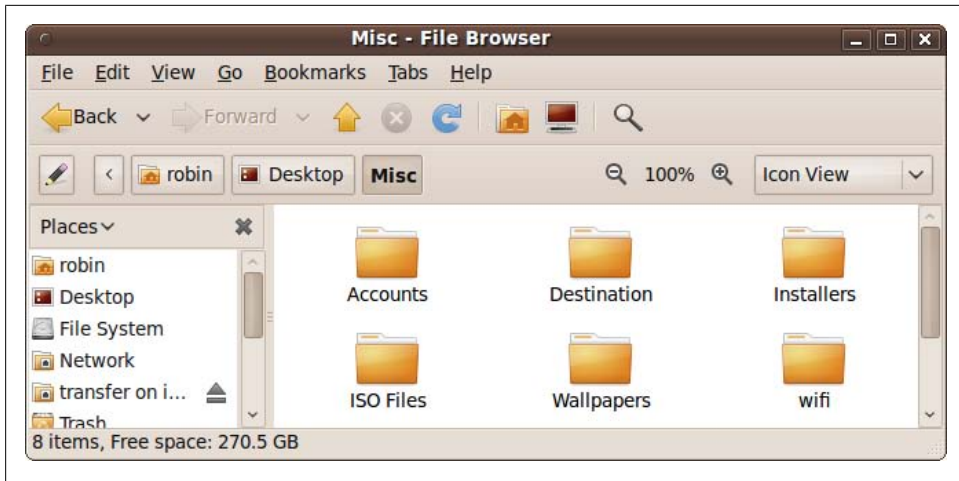 Misc - File Browser
File Edit View Go Bookmarks Tabs Help
Back Forward
robin Desktop Misc 100% Icon View
Places
robin
Desktop
File System
Network
transfer on i...
Trash
Accounts Destination Installers
ISO Files Wallpapers wifi
8 items, Free space: 270.5 GB